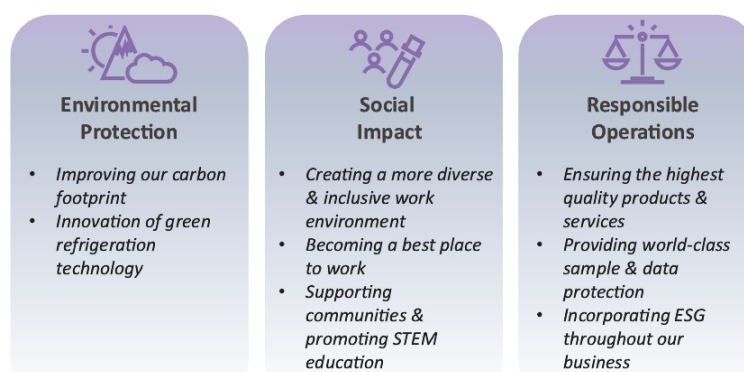 Environmental
Protection
• Improving our carbon
footprint
• Innovation of green
refrigeration
technology
Social
Impact
• Creating a more diverse
& inclusive work
environment
• Becoming a best place
to work
• Supporting
communities &
promoting STEM
education
Responsible
Operations
• Ensuring the highest
quality products &
services
• Providing world-class
sample & data
protection
• Incorporating ESG
throughout our
business